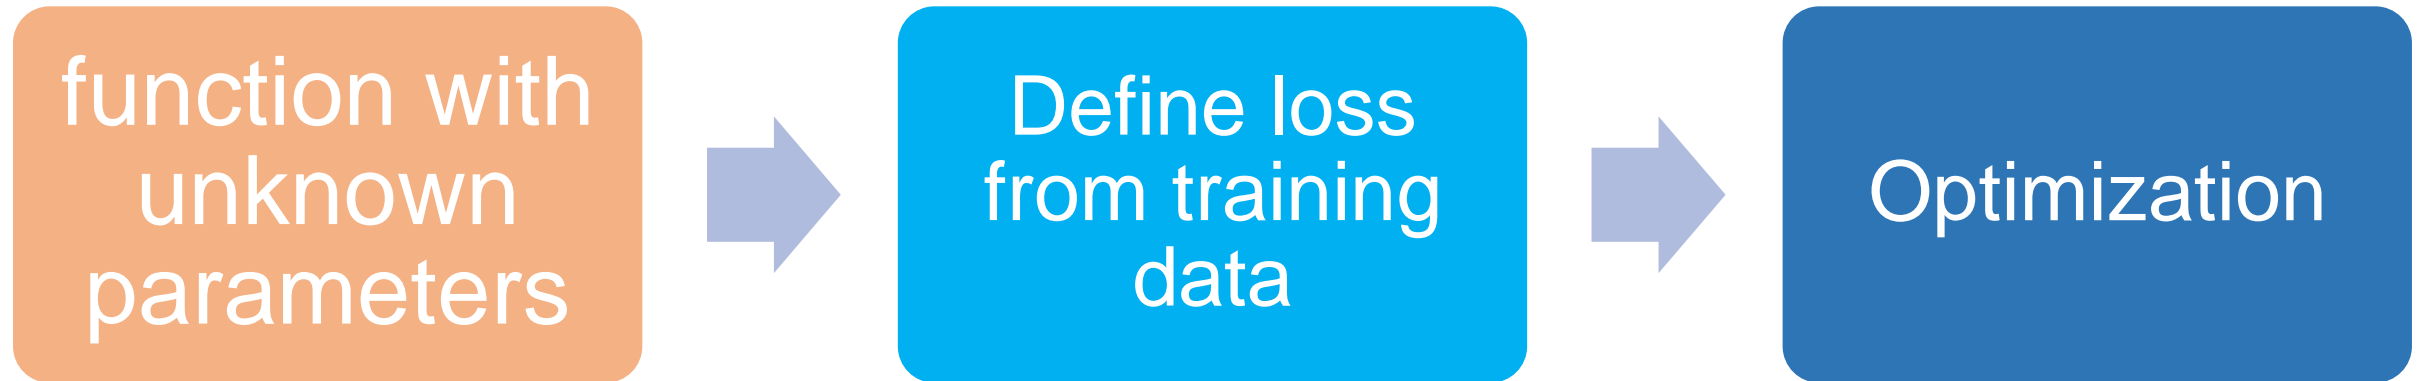 function with
unknown
parameters
Define loss
from training
data
Optimization